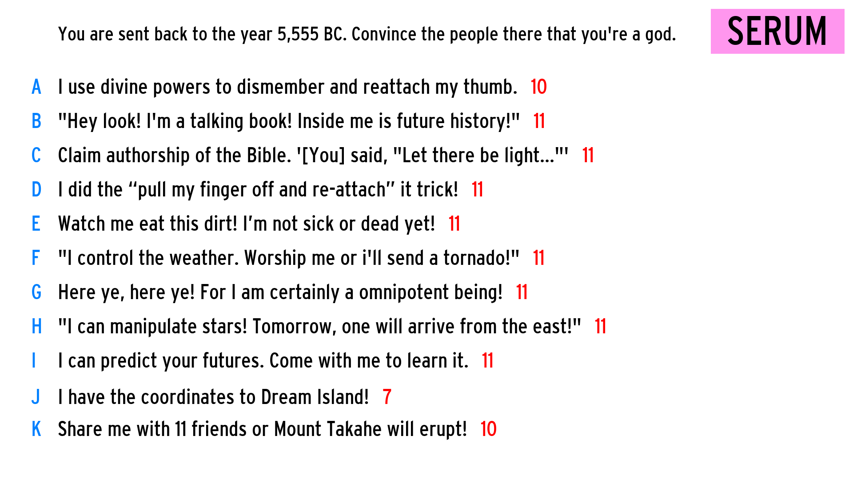 You are sent back to the year 5,555 BC. Convince the people there that you're a god.
SERUM
A I use divine powers to dismember and reattach my thumb. 10
B "Hey look! I'm a talking book! Inside me is future history!" 11
C Claim authorship of the Bible. '[You] said, "Let there be light..."' 11
D I did the “pull my finger off and re-attach” it trick! 11
E Watch me eat this dirt! I’m not sick or dead yet! 11
F "I control the weather. Worship me or i'll send a tornado!" 11
G Here ye, here ye! For I am certainly a omnipotent being! 11
H "I can manipulate stars! Tomorrow, one will arrive from the east!" 11
I I can predict your futures. Come with me to learn it. 11
J I have the coordinates to Dream Island! 7
K Share me with 11 friends or Mount Takahe will erupt! 10